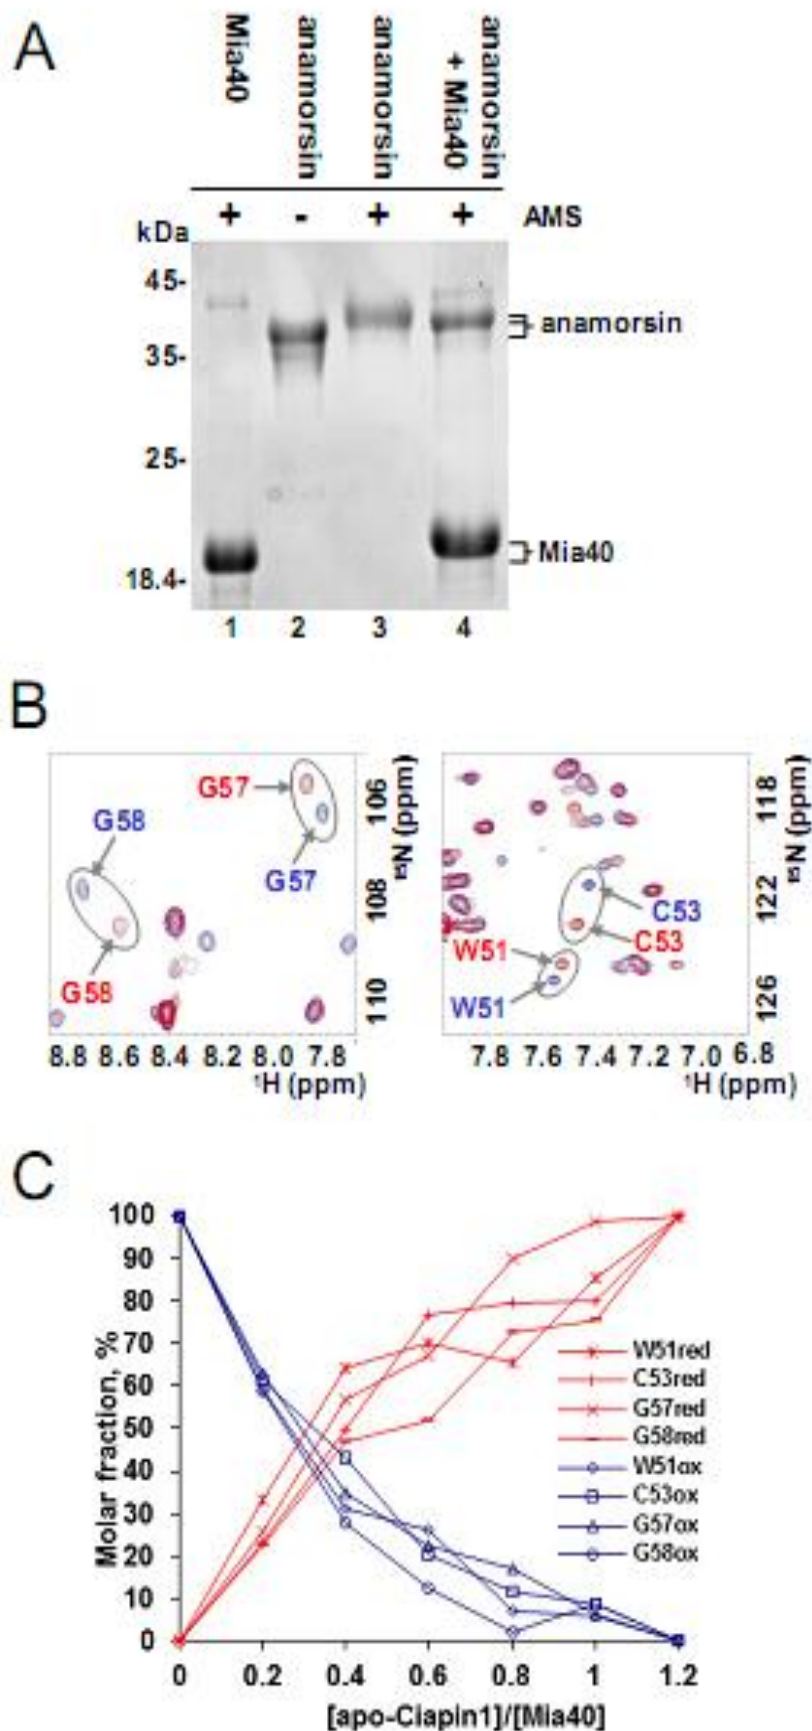 A
Mia40
anamorsin
anamorsin
anamorsin
+ Mia40
+ - + + AMS
kDa
45-
35-
25-
18.4-
anamorsin
Mia40
1 2 3 4
B
G57
G58
G57
G58
106
108
110
¹⁵N (ppm)
8.8 8.6 8.4 8.2 8.0 7.8
¹H (ppm)
C53
C53
W51
W51
118
122
126
¹⁵N (ppm)
7.8 7.6 7.4 7.2 7.0 6.8
¹H (ppm)
C
Molar fraction, %
100
90
80
70
60
50
40
30
20
10
0
W51red
C53red
G57red
G58red
W51ox
C53ox
G57ox
G58ox
0 0.2 0.4 0.6 0.8 1 1.2
[apo-Ciapin1]/[Mia40]